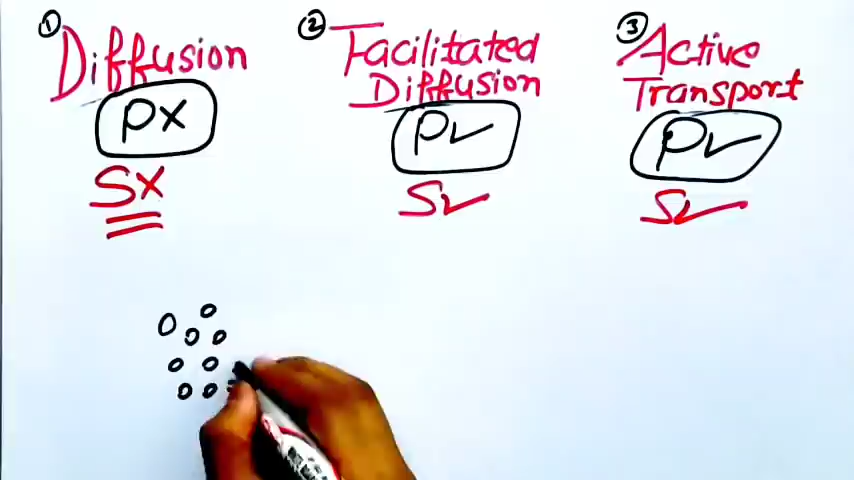 ① Diffusion
PX
SX
② Facilitated
Diffusion
P✓
S✓
③ Active
Transport
P✓
S✓